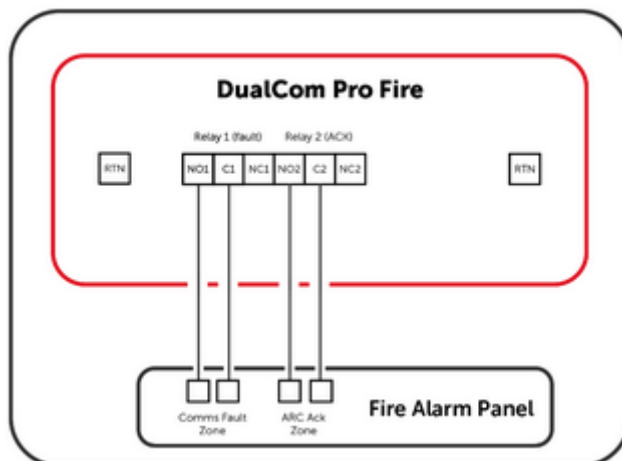 DualCom Pro Fire
Relay 1 (fault) Relay 2 (ACK)
RTN NO1 C1 NC1 NO2 C2 NC2 RTN
Comms Fault Zone
ARC Ack Zone
Fire Alarm Panel